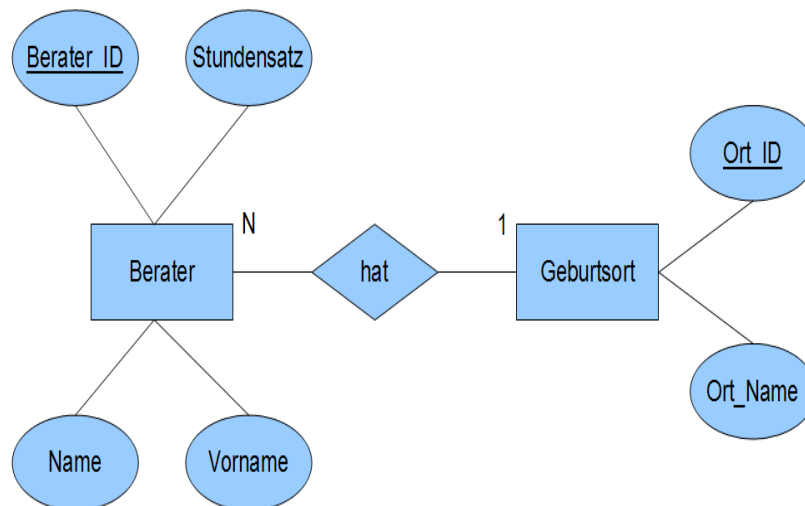 Berater_ID
Stundensatz
Ort_ID
N
1
Berater
hat
Geburtsort
Ort_Name
Name
Vorname